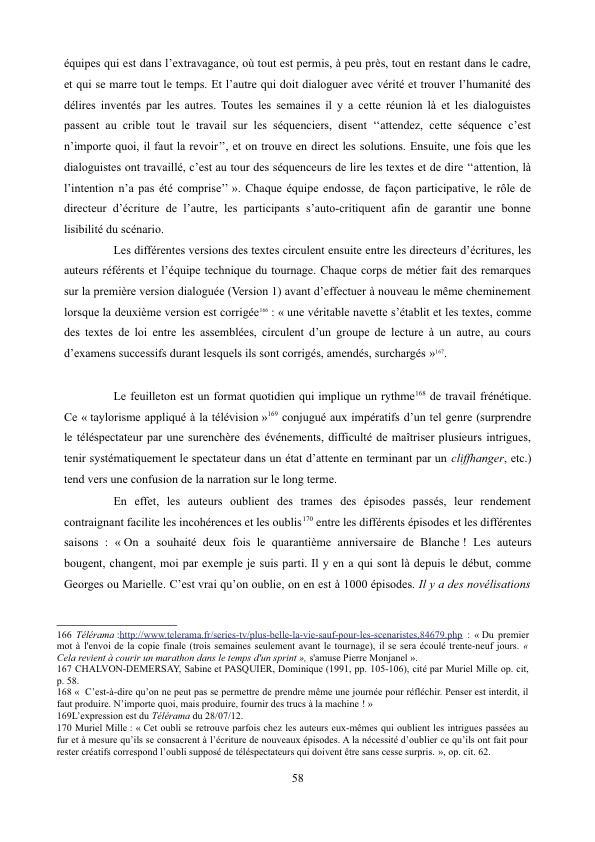 équipes qui est dans l’extravagance, où tout est permis, à peu près, tout en restant dans le cadre,
et qui se marre tout le temps. Et l’autre qui doit dialoguer avec vérité et trouver l’humanité des
délires inventés par les autres. Toutes les semaines il y a cette réunion là et les dialoguistes
passent au crible tout le travail sur les séquenciers, disent ‘‘attendez, cette séquence c’est
n’importe quoi, il faut la revoir’’, et on trouve en direct les solutions. Ensuite, une fois que les
dialoguistes ont travaillé, c’est au tour des séquenceurs de lire les textes et de dire ‘‘attention, là
l’intention n’a pas été comprise’’ ». Chaque équipe endosse, de façon participative, le rôle de
directeur d’écriture de l’autre, les participants s’auto-critiquent afin de garantir une bonne
lisibilité du scénario.
Les différentes versions des textes circulent ensuite entre les directeurs d’écritures, les
auteurs référents et l’équipe technique du tournage. Chaque corps de métier fait des remarques
sur la première version dialoguée (Version 1) avant d’effectuer à nouveau le même cheminement
lorsque la deuxième version est corrigée166 : « une véritable navette s’établit et les textes, comme
des textes de loi entre les assemblées, circulent d’un groupe de lecture à un autre, au cours
d’examens successifs durant lesquels ils sont corrigés, amendés, surchargés »167.
Le feuilleton est un format quotidien qui implique un rythme168 de travail frénétique.
Ce « taylorisme appliqué à la télévision »169 conjugué aux impératifs d’un tel genre (surprendre
le téléspectateur par une surenchère des événements, difficulté de maîtriser plusieurs intrigues,
tenir systématiquement le spectateur dans un état d’attente en terminant par un cliffhanger, etc.)
tend vers une confusion de la narration sur le long terme.
En effet, les auteurs oublient des trames des épisodes passés, leur rendement
contraignant facilite les incohérences et les oublis170 entre les différents épisodes et les différentes
saisons : « On a souhaité deux fois le quarantième anniversaire de Blanche ! Les auteurs
bougent, changent, moi par exemple je suis parti. Il y en a qui sont là depuis le début, comme
Georges ou Marielle. C’est vrai qu’on oublie, on en est à 1000 épisodes. Il y a des novélisations
166 Télérama :http://www.telerama.fr/series-tv/plus-belle-la-vie-sauf-pour-les-scenaristes,84679.php : « Du premier
mot à l'envoi de la copie finale (trois semaines seulement avant le tournage), il se sera écoulé trente-neuf jours. «
Cela revient à courir un marathon dans le temps d'un sprint », s'amuse Pierre Monjanel ».
167 CHALVON-DEMERSAY, Sabine et PASQUIER, Dominique (1991, pp. 105-106), cité par Muriel Mille op. cit,
p. 58.
168 « C’est-à-dire qu’on ne peut pas se permettre de prendre même une journée pour réfléchir. Penser est interdit, il
faut produire. N’importe quoi, mais produire, fournir des trucs à la machine ! »
169L’expression est du Télérama du 28/07/12.
170 Muriel Mille : « Cet oubli se retrouve parfois chez les auteurs eux-mêmes qui oublient les intrigues passées au
fur et à mesure qu’ils se consacrent à l’écriture de nouveaux épisodes. A la nécessité d’oublier ce qu’ils ont fait pour
rester créatifs correspond l’oubli supposé de téléspectateurs qui doivent être sans cesse surpris. », op. cit. 62.
58